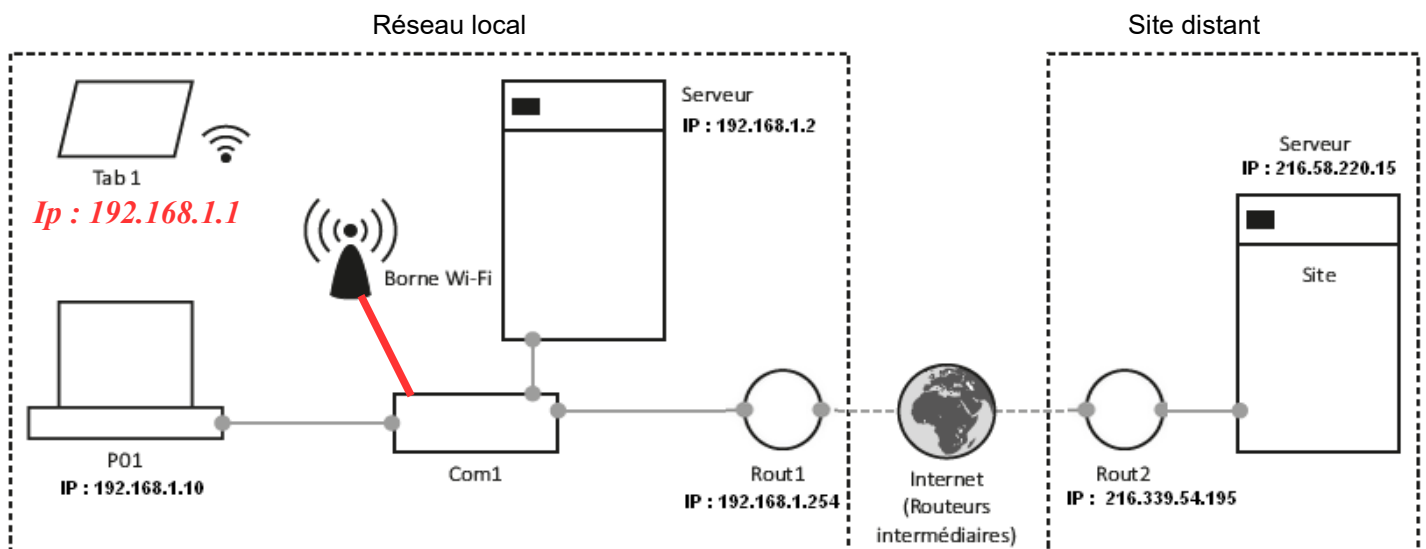 Réseau local
Site distant
Serveur
IP : 192.168.1.2
Serveur
IP : 216.58.220.15
Tab 1
Ip : 192.168.1.1
Borne Wi-Fi
Site
P01
IP : 192.168.1.10
Com1
Rout1
IP : 192.168.1.254
Internet
(Routeurs
intermédiaires)
Rout2
IP : 216.339.54.195